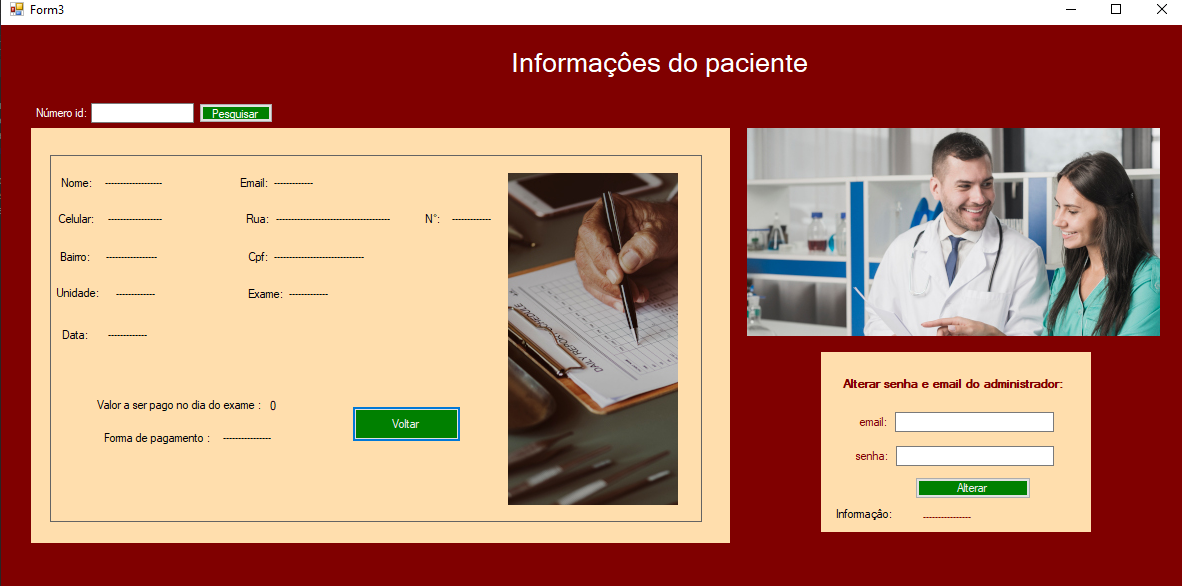 Form3
Informaçôes do paciente
Número id: Pesquisar
Nome: -------------------
Email: -------------
Celular: ------------------
Rua: --------------------------------------
N°: -------------
Bairro: -----------------
Cpf: ------------------------------
Unidade: -------------
Exame: -------------
Data: -------------
Valor a ser pago no dia do exame : 0
Forma de pagamento : ----------------
Voltar
DAILY REPORT SCHEDULE
Alterar senha e email do administrador:
email:
senha:
Alterar
Informação: ----------------